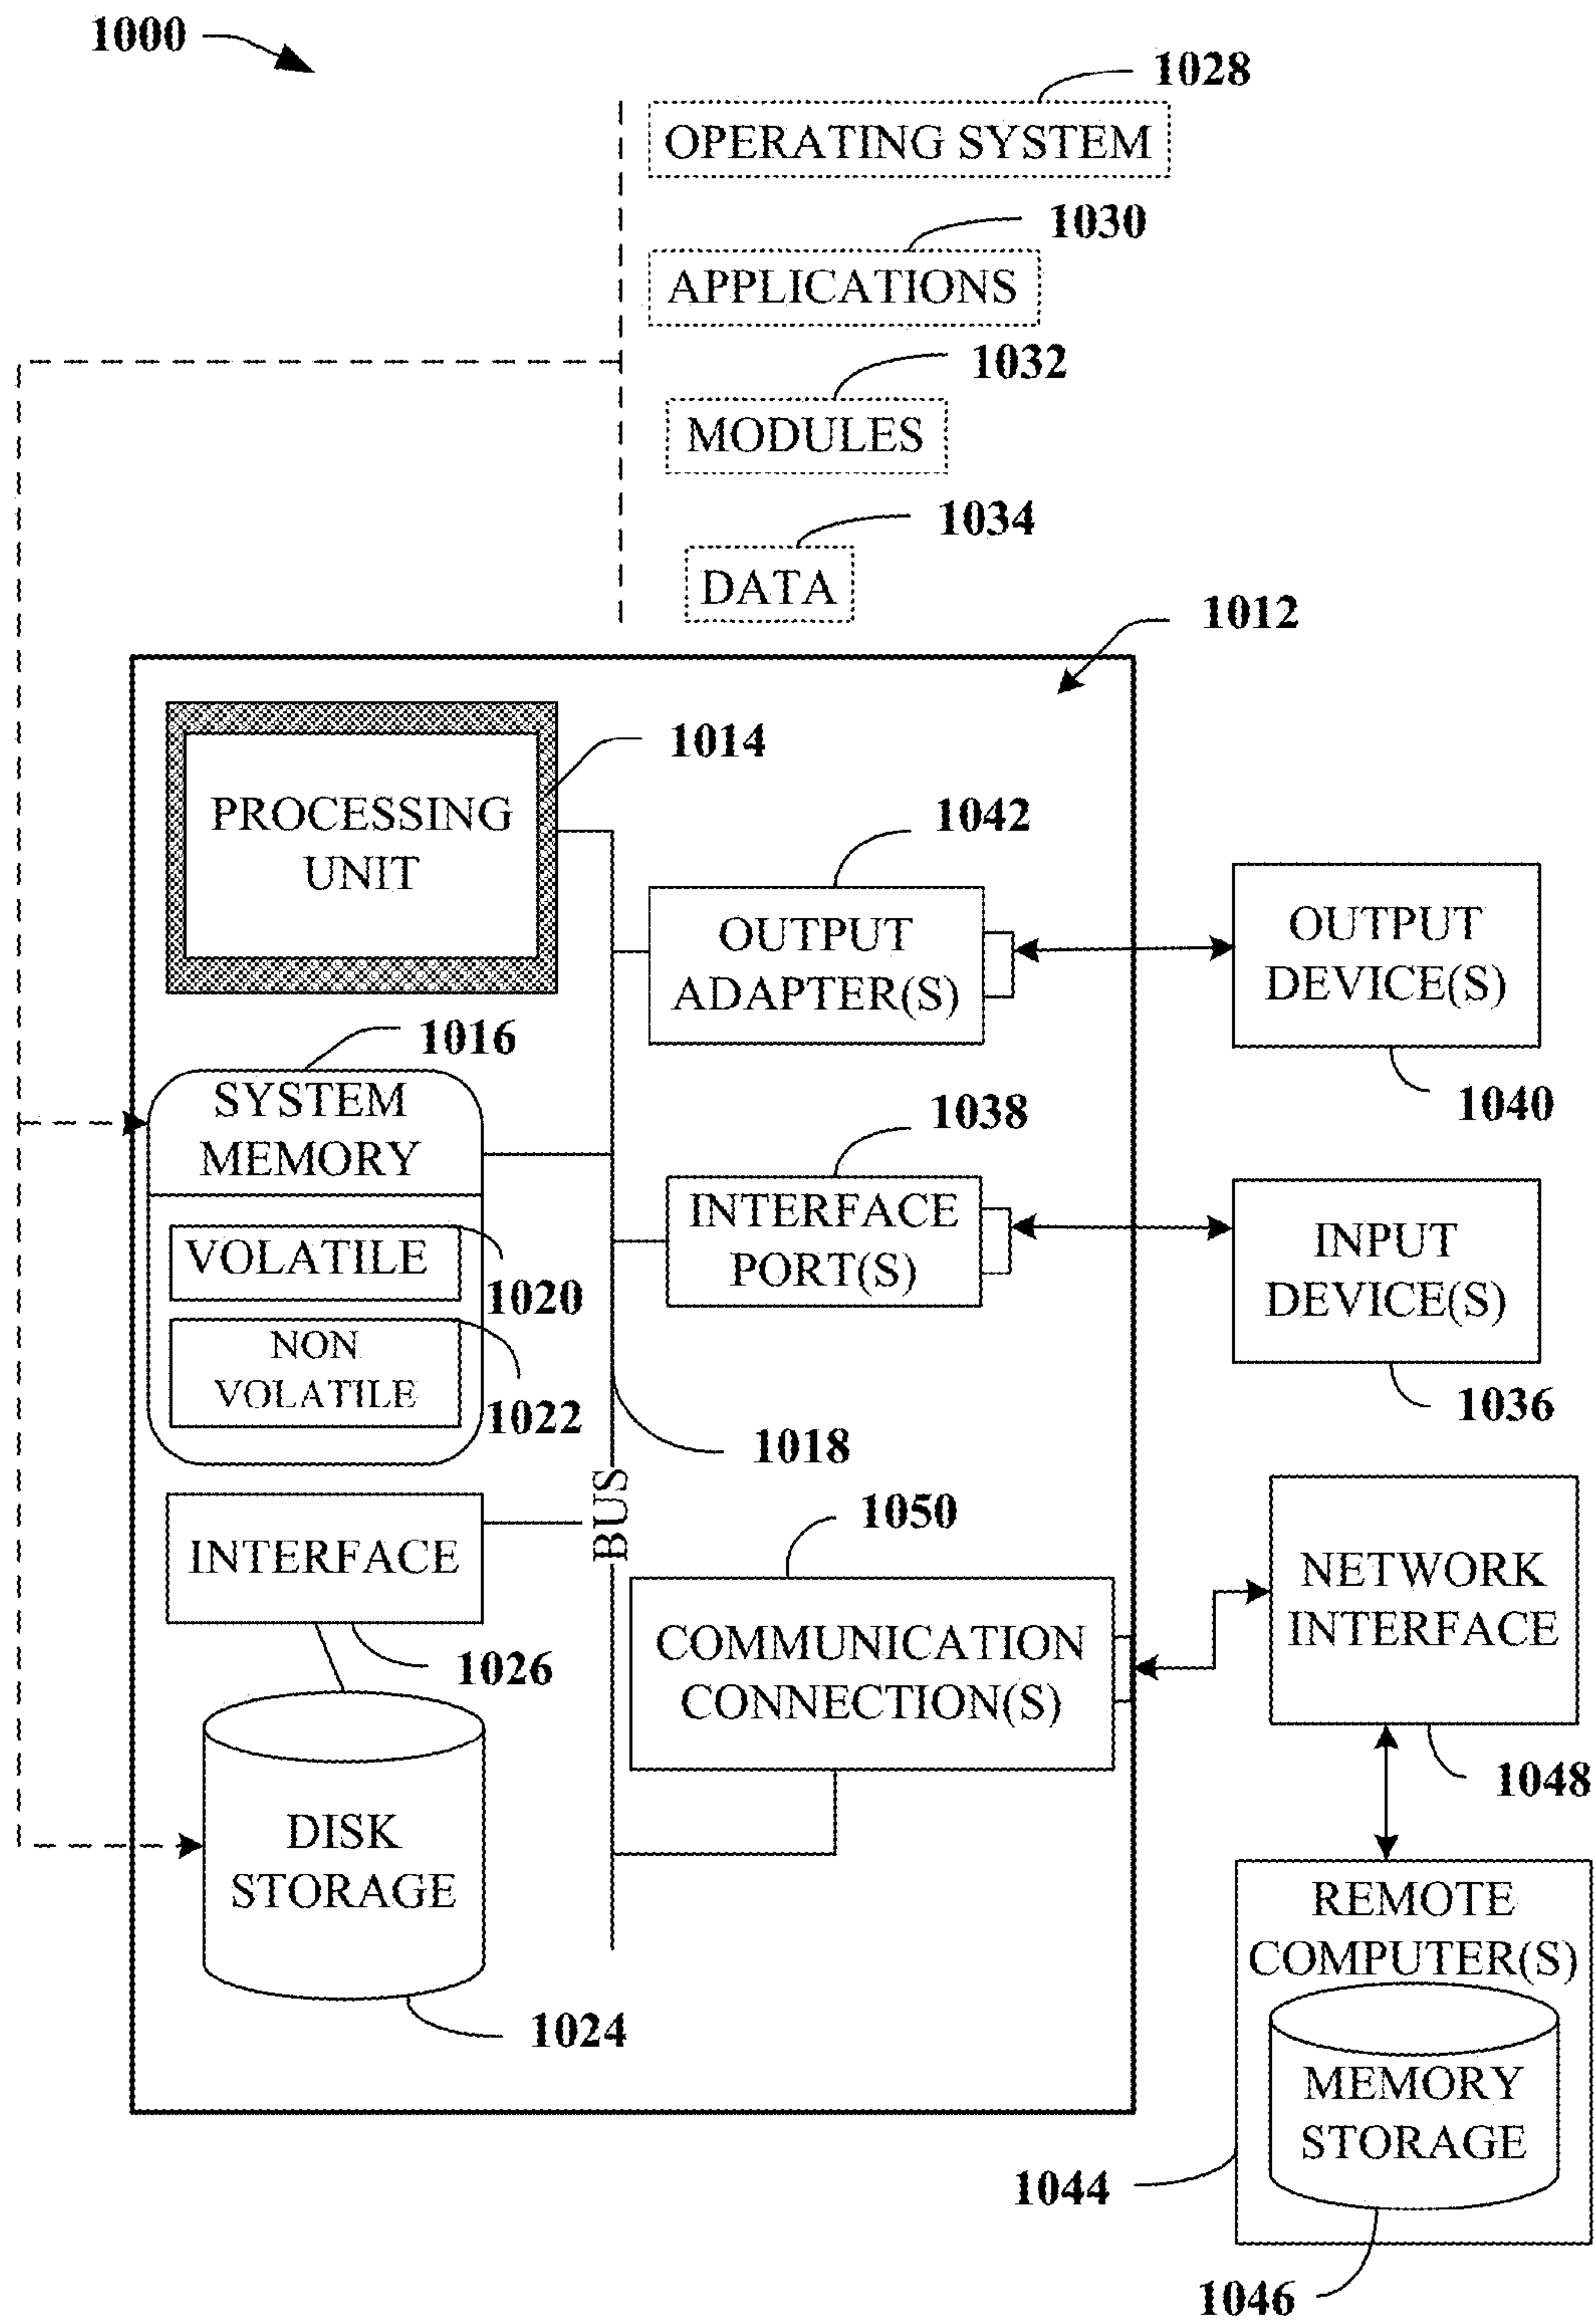 1000
1028
OPERATING SYSTEM
1030
APPLICATIONS
1032
MODULES
1034
DATA
1012
1014
PROCESSING
UNIT
1042
OUTPUT
ADAPTER(S)
OUTPUT
DEVICE(S)
1040
1016
SYSTEM
MEMORY
VOLATILE
1020
NON
VOLATILE
1022
1038
INTERFACE
PORT(S)
INPUT
DEVICE(S)
1036
1018
BUS
INTERFACE
1026
1050
COMMUNICATION
CONNECTION(S)
NETWORK
INTERFACE
1048
DISK
STORAGE
1024
REMOTE
COMPUTER(S)
MEMORY
STORAGE
1044
1046